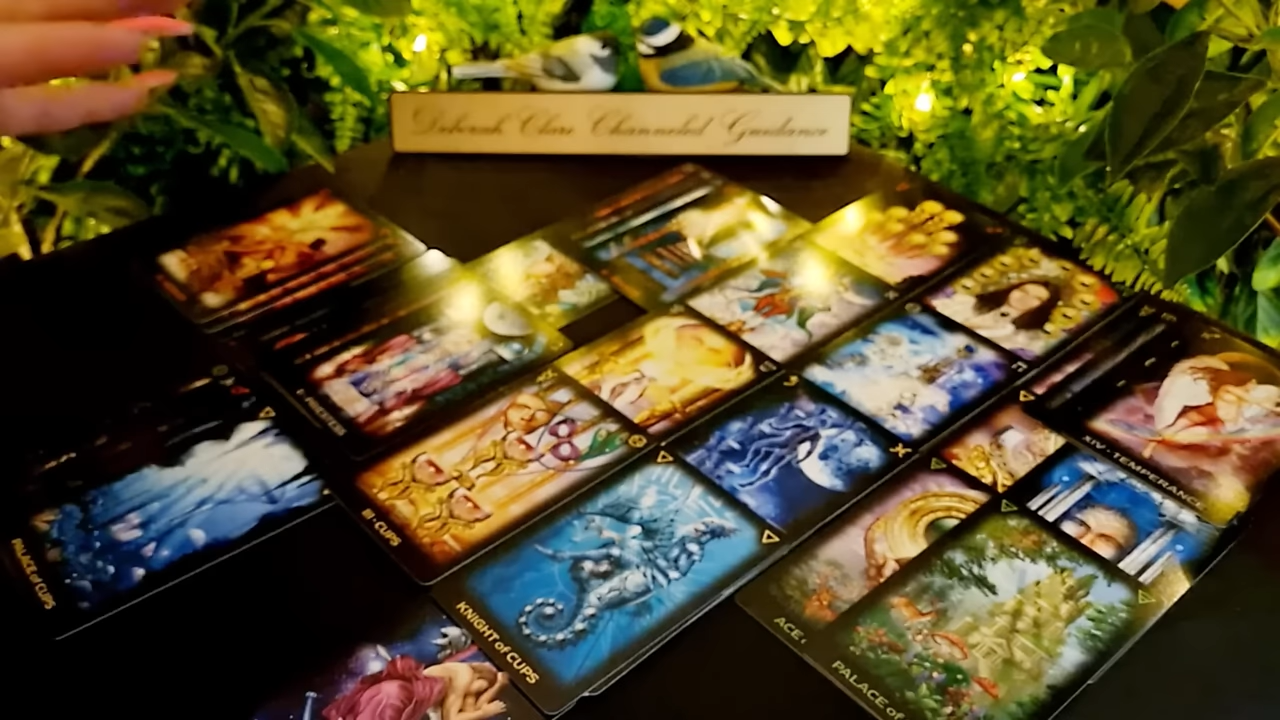 Deborah Clare Channeled Guidance
XIV · TEMPERANCE
III · CUPS
PALACE of CUPS
KNIGHT of CUPS
ACE
PALACE of